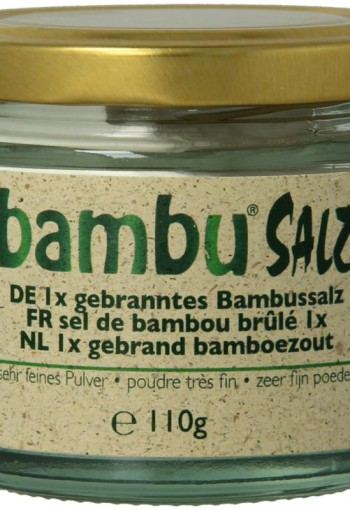 bambu® SALZ
DE 1x gebranntes Bambussalz
FR sel de bambou brûlé 1x
NL 1x gebrand bamboezout
sehr feines Pulver • poudre très fin • zeer fijn poede
℮ 110g